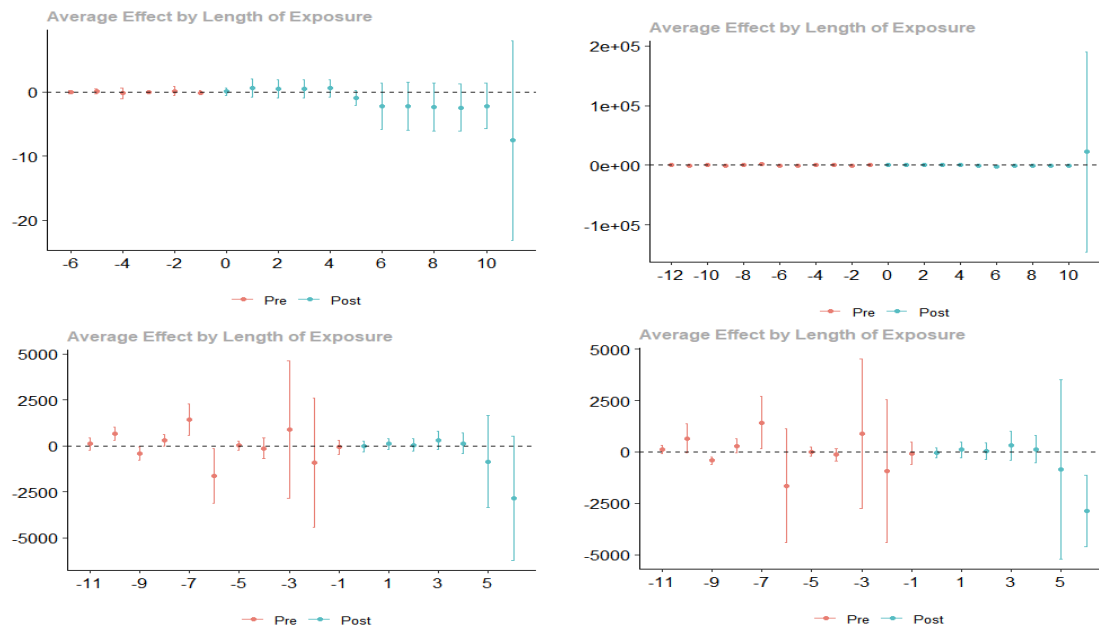 Average Effect by Length of Exposure
0
-10
-20
-6 -4 -2 0 2 4 6 8 10
Pre Post
Average Effect by Length of Exposure
2e+05
1e+05
0e+00
-1e+05
-12 -10 -8 -6 -4 -2 0 2 4 6 8 10
Pre Post
Average Effect by Length of Exposure
5000
2500
0
-2500
-5000
-11 -9 -7 -5 -3 -1 1 3 5
Pre Post
Average Effect by Length of Exposure
5000
2500
0
-2500
-5000
-11 -9 -7 -5 -3 -1 1 3 5
Pre Post